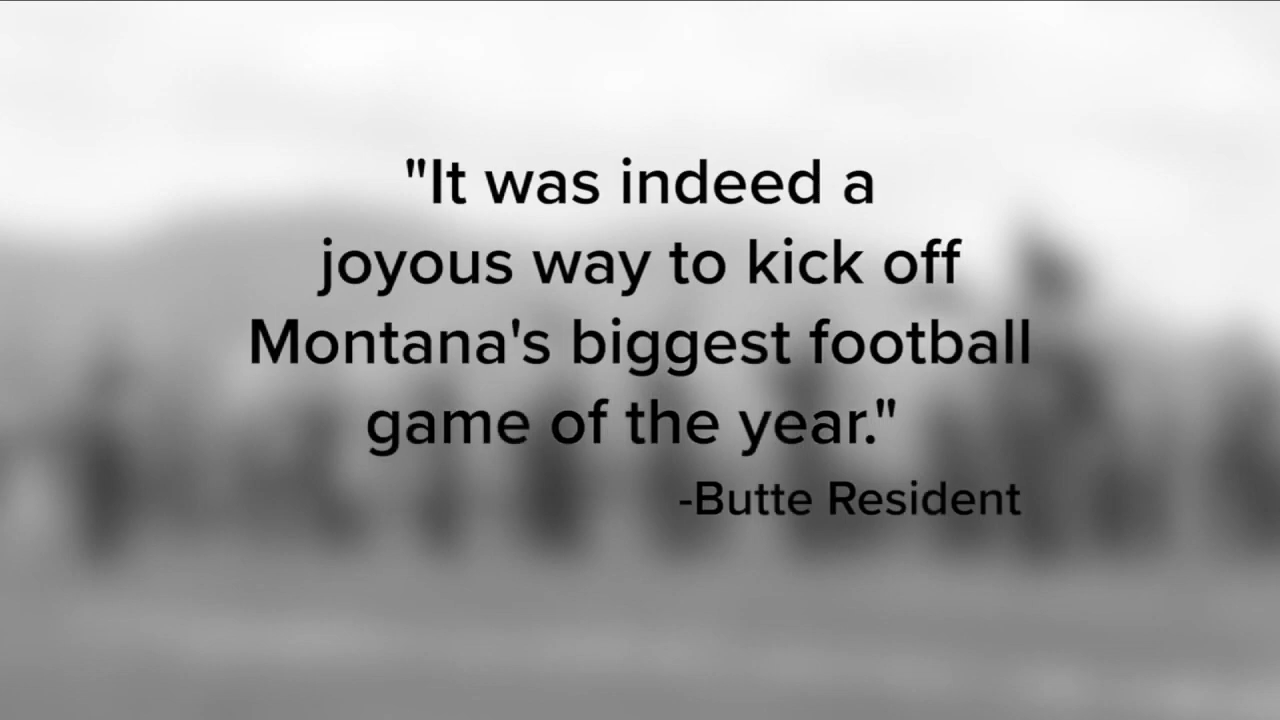 "It was indeed a
joyous way to kick off
Montana's biggest football
game of the year."
-Butte Resident